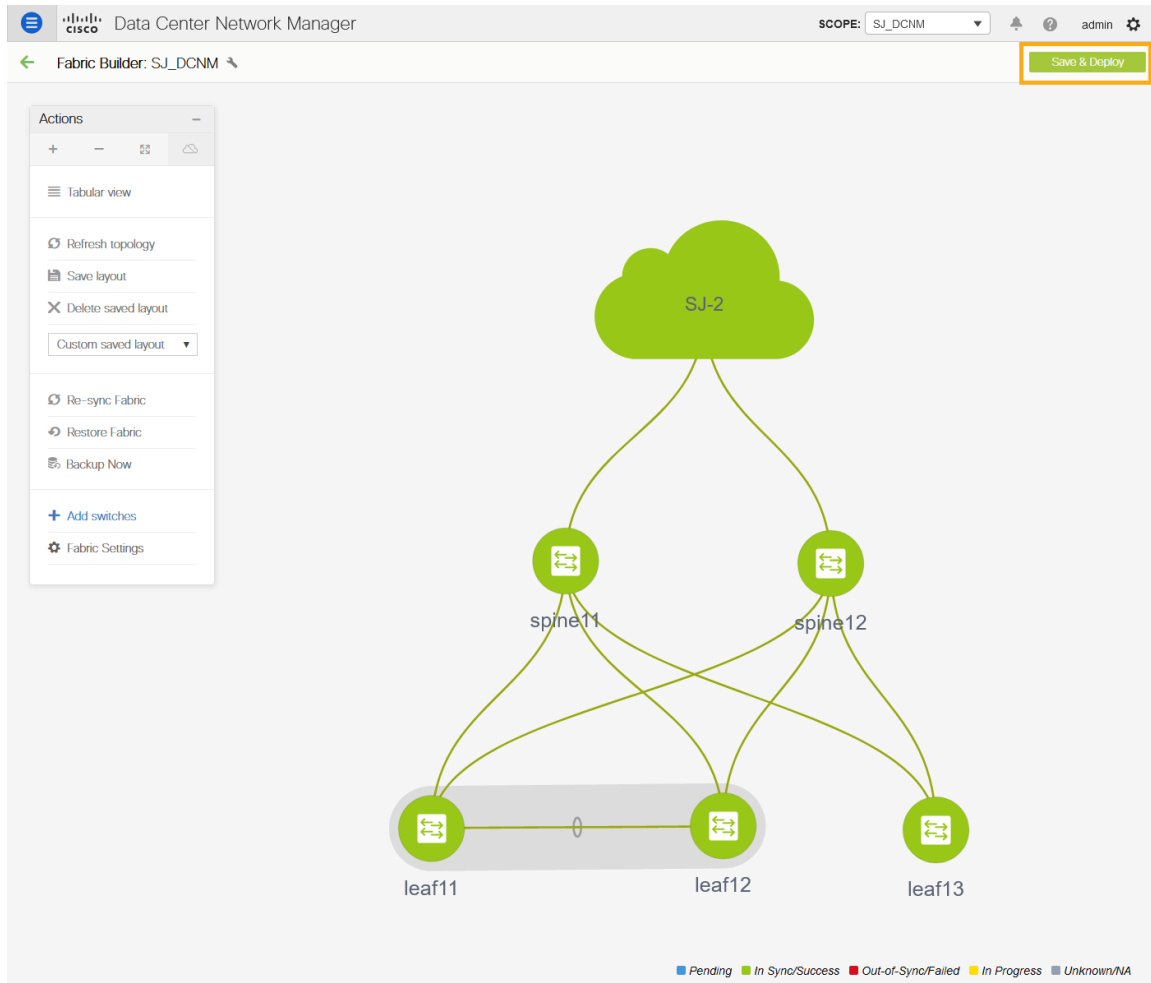 cisco Data Center Network Manager SCOPE: SJ_DCNM admin
Fabric Builder: SJ_DCNM Save & Deploy
Actions
Tabular view
Refresh topology
Save layout
Delete saved layout
Custom saved layout
Re-sync Fabric
Restore Fabric
Backup Now
Add switches
Fabric Settings
SJ-2
spine11 spine12
leaf11 leaf12 leaf13
Pending In Sync/Success Out-of-Sync/Failed In Progress Unknown/NA